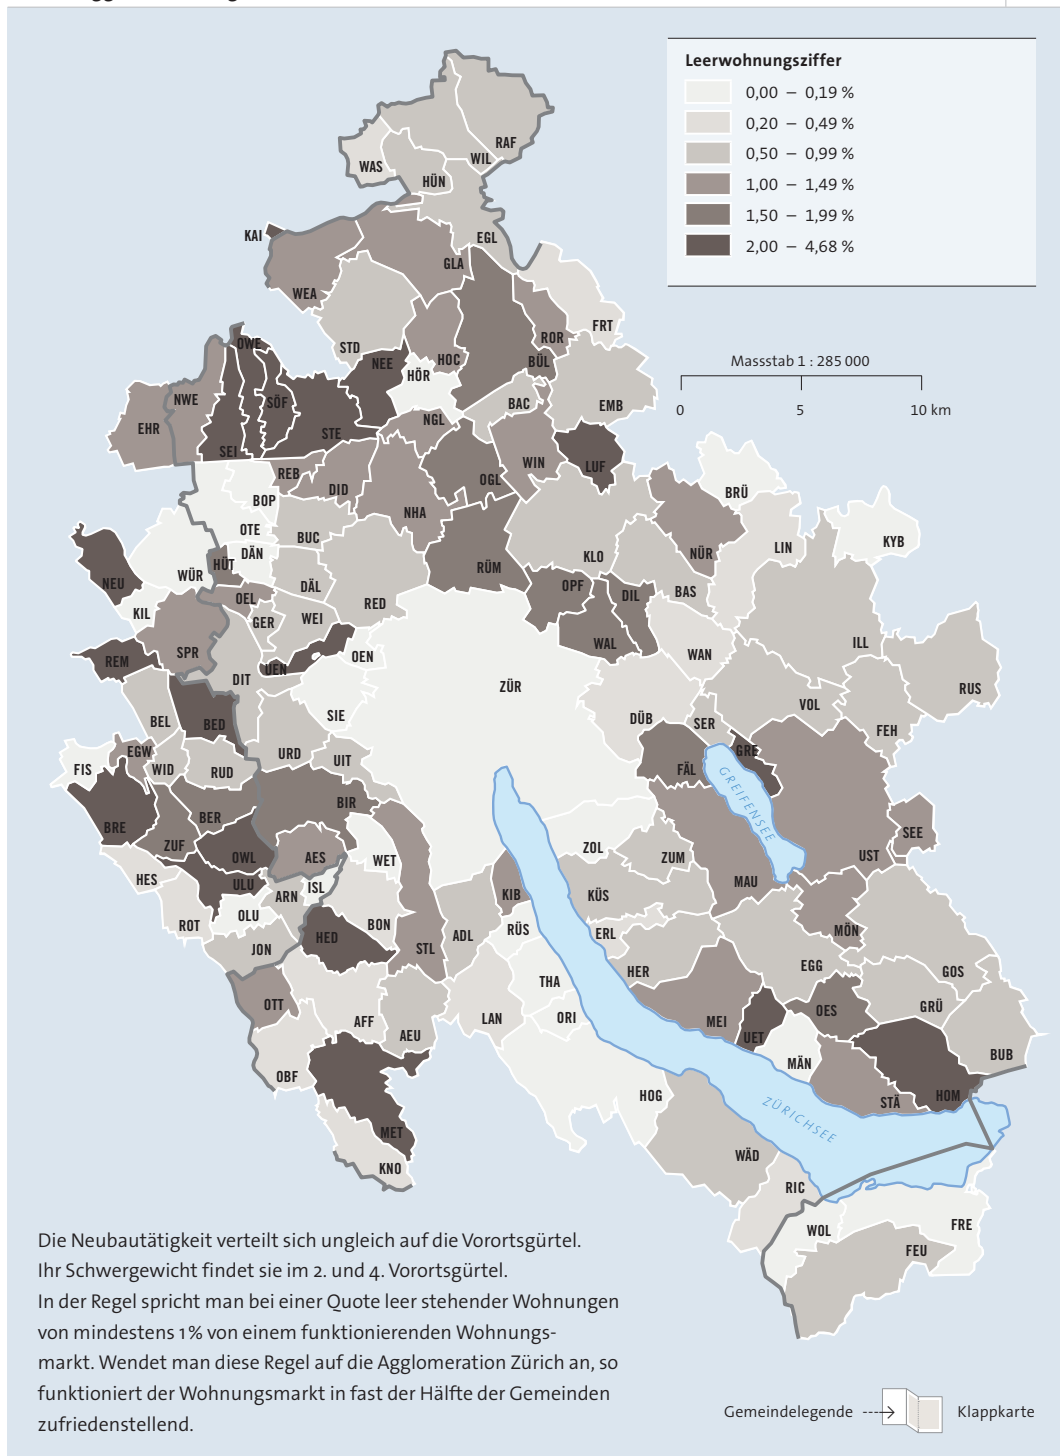 Leerwohnungsziffer
0,00 – 0,19 %
0,20 – 0,49 %
0,50 – 0,99 %
1,00 – 1,49 %
1,50 – 1,99 %
2,00 – 4,68 %
RAF
WIL
WAS
HÜN
KAI
EGL
GLA
WEA
FRT
ROR
STD
HOC
BÜL
NEE
HÖR
OWE
Massstab 1 : 285 000
0 5 10 km
NWE
SÖF
BAC
EMB
EHR
STE
NGL
SEI
WIN
LUF
REB
DID
OGL
BRÜ
BOP
NHA
OTE
BUC
LIN
KYB
DÄN
KLO
NÜR
HÜT
WÜR
RÜM
NEU
DÄL
OPF
DIL
BAS
OEL
RED
KIL
GER
WEI
SPR
WAL
ILL
REM
OEN
WAN
UEN
DIT
ZÜR
RUS
VOL
BEL
BED
SIE
DÜB
SER
FEH
EGW
URD
UIT
GRE
FIS
WID
RUD
FÄL
GREIFENSEE
BIR
BER
BRE
SEE
ZUF
OWL
AES
WET
ZOL
ZUM
UST
HES
ULU
ISL
MAU
ARN
KIB
KÜS
OLU
ROT
BON
RÜS
ERL
MÖN
JON
HED
STL
ADL
HER
EGG
GOS
THA
OTT
GRÜ
OES
AFF
LAN
ORI
MEI
AEU
UET
BUB
MÄN
OBF
HOG
HOM
STÄ
ZÜRICHSEE
MET
WÄD
KNO
RIC
WOL
FRE
FEU
Die Neubautätigkeit verteilt sich ungleich auf die Vorortsgürtel.
Ihr Schwergewicht findet sie im 2. und 4. Vorortsgürtel.
In der Regel spricht man bei einer Quote leer stehender Wohnungen
von mindestens 1 % von einem funktionierenden Wohnungs-
markt. Wendet man diese Regel auf die Agglomeration Zürich an, so
funktioniert der Wohnungsmarkt in fast der Hälfte der Gemeinden
zufriedenstellend.
Gemeindelegende
Klappkarte